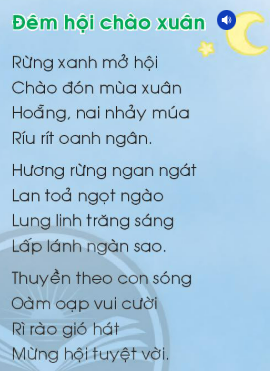 Đêm hội chào xuân
Rừng xanh mở hội
Chào đón mùa xuân
Hoẵng, nai nhảy múa
Ríu rít oanh ngân.
Hương rừng ngan ngát
Lan toả ngọt ngào
Lung linh trăng sáng
Lấp lánh ngàn sao.
Thuyền theo con sóng
Oàm oạp vui cười
Rì rào gió hát
Mừng hội tuyệt vời.